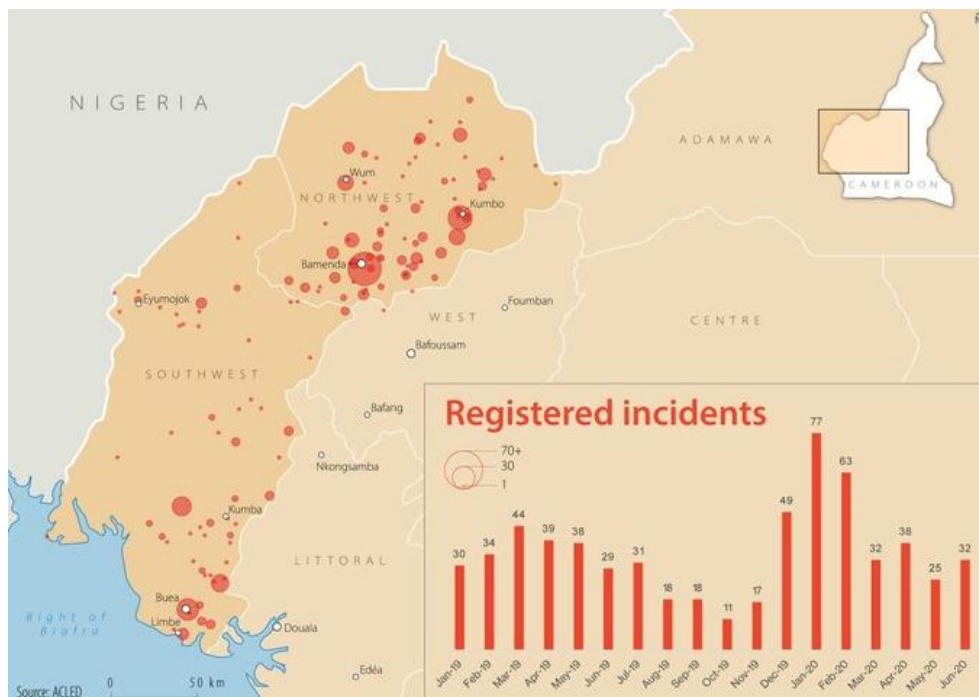 NIGERIA
ADAMAWA
CAMEROON
Wum
NORTHWEST
Kumbo
Bamenda
Eyumojok
Foumban
WEST
CENTRE
Bafoussam
SOUTHWEST
Bafang
Nkongsamba
Kumba
LITTORAL
Buea
Bight of
Biafra
Limbe
Douala
Edéa
Source: ACLED
0 50 km
Registered incidents
70+
30
1
30 34 44 39 38 29 31 18 18 11 17 49 77 63 32 38 25 32
Jan-19 Feb-19 Mar-19 Apr-19 May-19 Jun-19 Jul-19 Aug-19 Sep-19 Oct-19 Nov-19 Dec-19 Jan-20 Feb-20 Mar-20 Apr-20 May-20 Jun-20